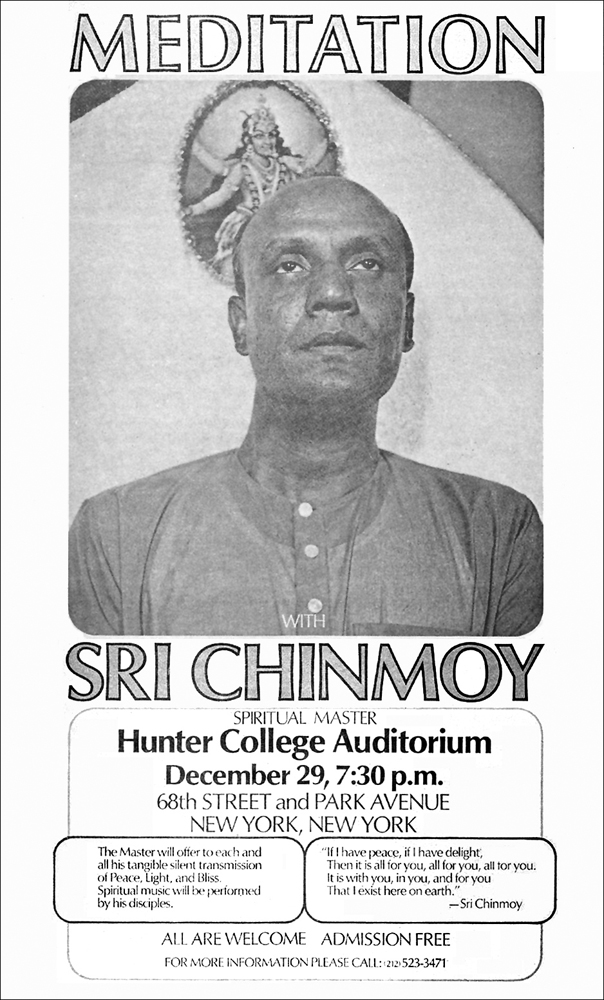 MEDITATION
WITH
SRI CHINMOY
SPIRITUAL MASTER
Hunter College Auditorium
December 29, 7:30 p.m.
68th STREET and PARK AVENUE
NEW YORK, NEW YORK
The Master will offer to each and
all his tangible silent transmission
of Peace, Light, and Bliss.
Spiritual music will be performed
by his disciples.
"If I have peace, if I have delight,
Then it is all for you, all for you, all for you.
It is with you, in you, and for you
That I exist here on earth."
—Sri Chinmoy
ALL ARE WELCOME ADMISSION FREE
FOR MORE INFORMATION PLEASE CALL: (212) 523-3471